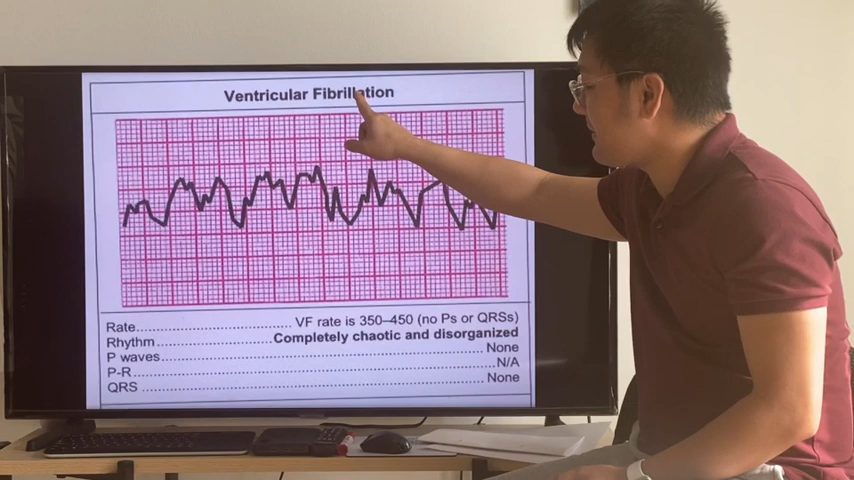 Ventricular Fibrillation
Rate.......................................... VF rate is 350–450 (no Ps or QRSs)
Rhythm................................Completely chaotic and disorganized
P waves.................................................................................None
P-R.........................................................................................N/A
QRS .....................................................................................None